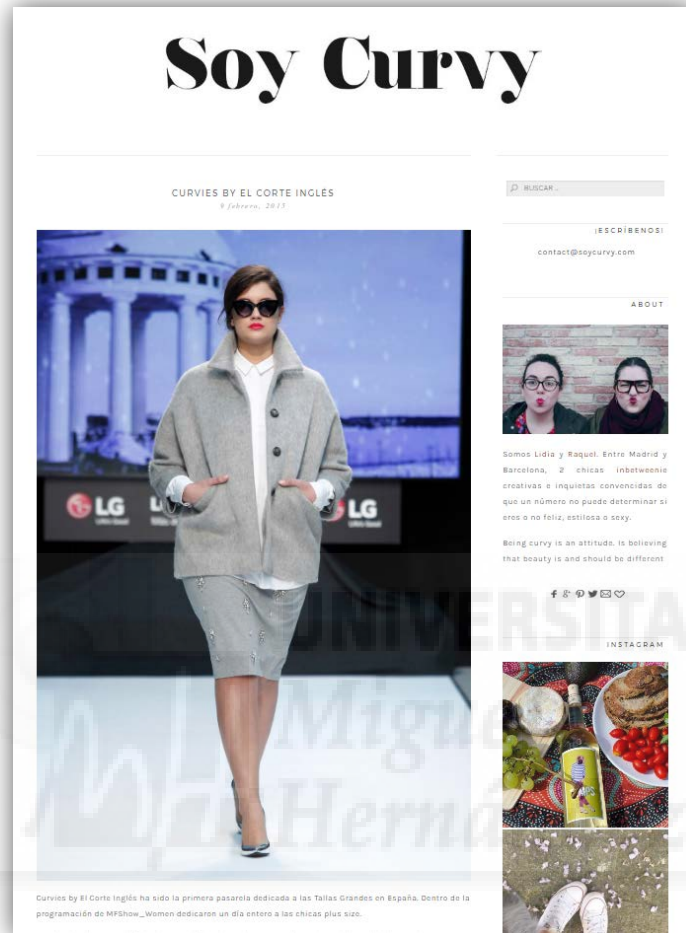 Soy Curvy
CURVIES BY EL CORTE INGLÉS
9 febrero, 2015
LG
LG
BUSCAR...
¡ESCRÍBENOS!
contact@soycurvy.com
ABOUT
Somos Lidia y Raquel. Entre Madrid y
Barcelona, 2 chicas inbetweenie
creativas e inquietas convencidas de
que un número no puede determinar si
eres o no feliz, estilosa o sexy.
Being curvy is an attitude. Is believing
that beauty is and should be different
INSTAGRAM
UNIVERSITA
Migue
Hernández
Curvies by El Corte Inglés ha sido la primera pasarela dedicada a las Tallas Grandes en España. Dentro de la
programación de MFShow_Women dedicaron un día entero a las chicas plus size.